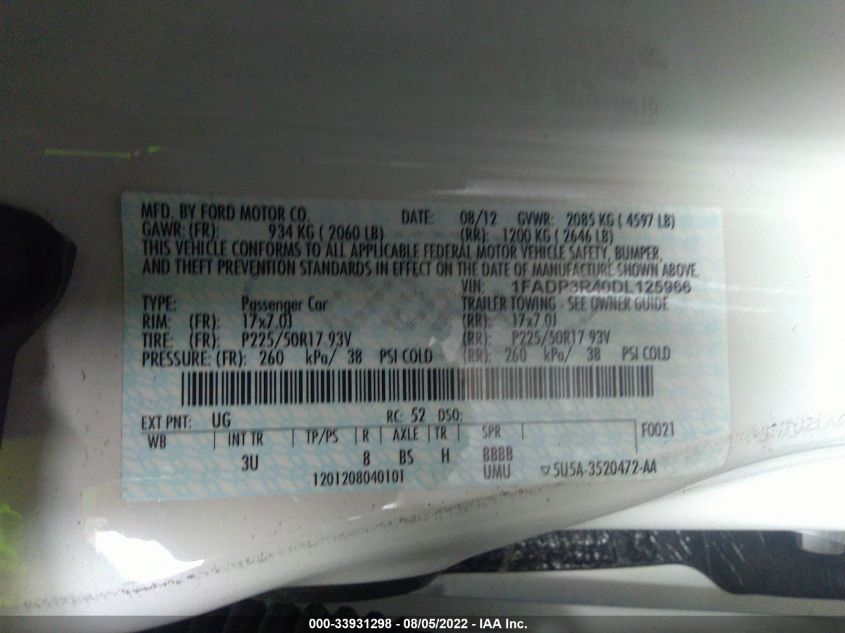 MFD. BY FORD MOTOR CO. DATE: 08/12 GVWR: 2085 KG ( 4597 LB)
GAWR: (FR): 934 KG ( 2060 LB) (RR): 1200 KG ( 2646 LB)
THIS VEHICLE CONFORMS TO ALL APPLICABLE FEDERAL MOTOR VEHICLE SAFETY, BUMPER,
AND THEFT PREVENTION STANDARDS IN EFFECT ON THE DATE OF MANUFACTURE SHOWN ABOVE.
VIN: 1FADP3R40DL125966
TYPE: Passenger Car TRAILER TOWING - SEE OWNER GUIDE
RIM: (FR): 17x7.0J (RR): 17x7.0J
TIRE: (FR): P225/50R17 93V (RR): P225/50R17 93V
PRESSURE: (FR): 260 kPa/ 38 PSI COLD (RR): 260 kPa/ 38 PSI COLD
EXT PNT: UG RC: 52 DSO: F0021
WB INT TR TP/PS R AXLE TR SPR
3U 8 BS H BBBB
1201208040101 UMU 5U5A-3520472-AA
000-33931298 - 08/05/2022 - IAA Inc.